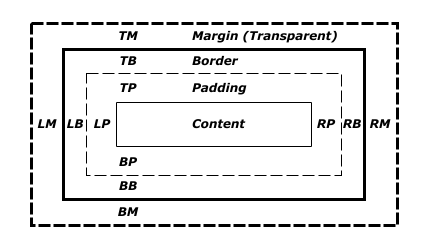 TM Margin (Transparent)
TB Border
TP Padding
LM LB LP Content RP RB RM
BP
BB
BM